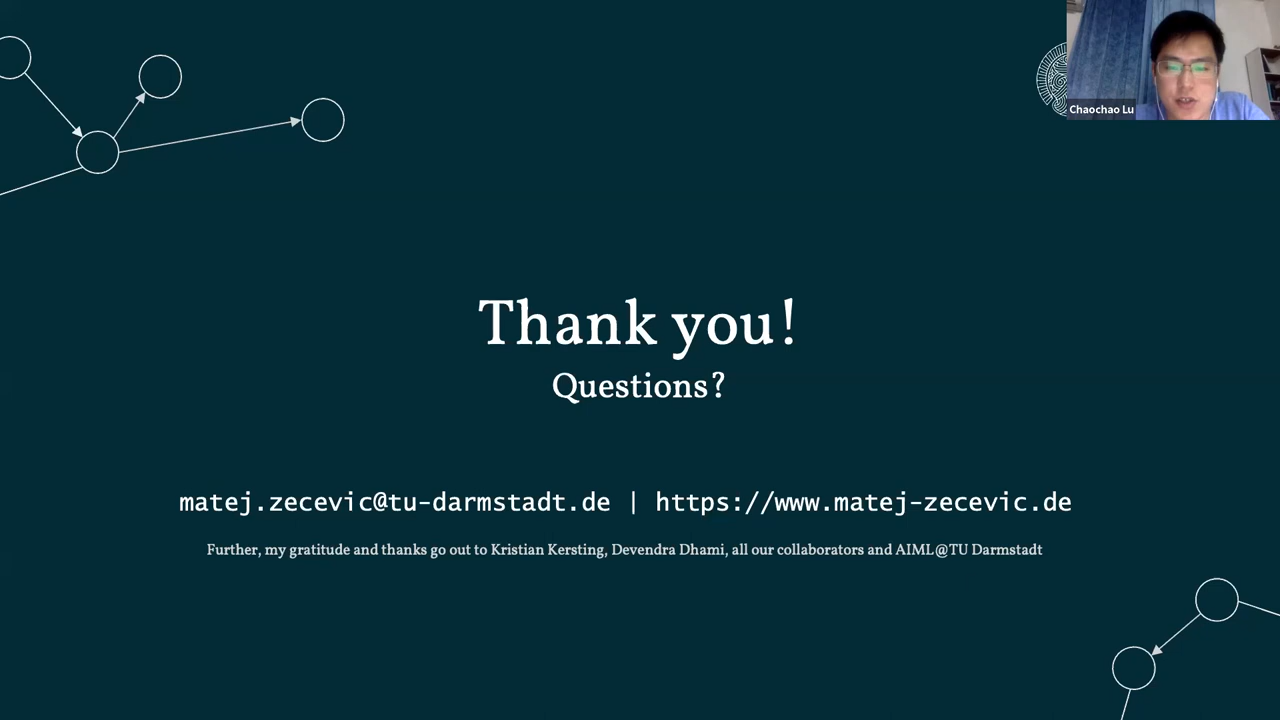 Chaochao Lu
Thank you!
Questions?
matej.zecevic@tu-darmstadt.de | https://www.matej-zecevic.de
Further, my gratitude and thanks go out to Kristian Kersting, Devendra Dhami, all our collaborators and AIML@TU Darmstadt